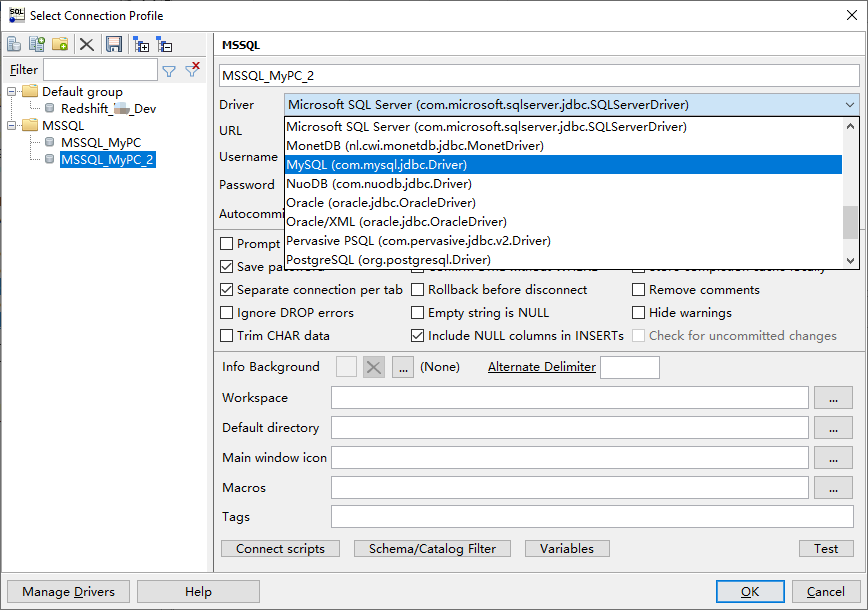 SQL
Select Connection Profile
Filter
Default group
Redshift_ _Dev
MSSQL
MSSQL_MyPC
MSSQL_MyPC_2
MSSQL
MSSQL_MyPC_2
Driver
Microsoft SQL Server (com.microsoft.sqlserver.jdbc.SQLServerDriver)
URL
Username
Password
Autocommi
Microsoft SQL Server (com.microsoft.sqlserver.jdbc.SQLServerDriver)
MonetDB (nl.cwi.monetdb.jdbc.MonetDriver)
MySQL (com.mysql.jdbc.Driver)
NuoDB (com.nuodb.jdbc.Driver)
Oracle (oracle.jdbc.OracleDriver)
Oracle/XML (oracle.jdbc.OracleDriver)
Pervasive PSQL (com.pervasive.jdbc.v2.Driver)
PostgreSQL (org.postgresql.Driver)
Prompt
Save password
Separate connection per tab
Rollback before disconnect
Remove comments
Ignore DROP errors
Empty string is NULL
Hide warnings
Trim CHAR data
Include NULL columns in INSERTs
Check for uncommitted changes
Info Background
...
(None)
Alternate Delimiter
Workspace
...
Default directory
...
Main window icon
...
Macros
...
Tags
Connect scripts
Schema/Catalog Filter
Variables
Test
Manage Drivers
Help
OK
Cancel